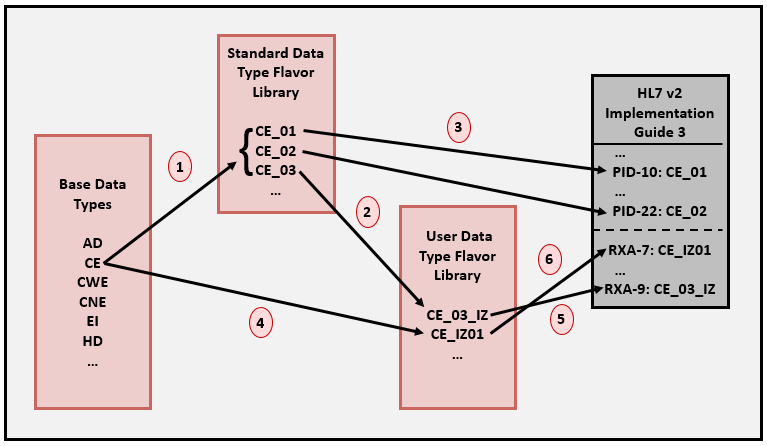 Standard Data
Type Flavor
Library
CE_01
CE_02
CE_03
...
Base Data
Types
AD
CE
CWE
CNE
EI
HD
...
User Data
Type Flavor
Library
CE_03_IZ
CE_IZ01
...
HL7 v2
Implementation
Guide 3
...
PID-10: CE_01
...
PID-22: CE_02
RXA-7: CE_IZ01
...
RXA-9: CE_03_IZ
1
2
3
4
5
6